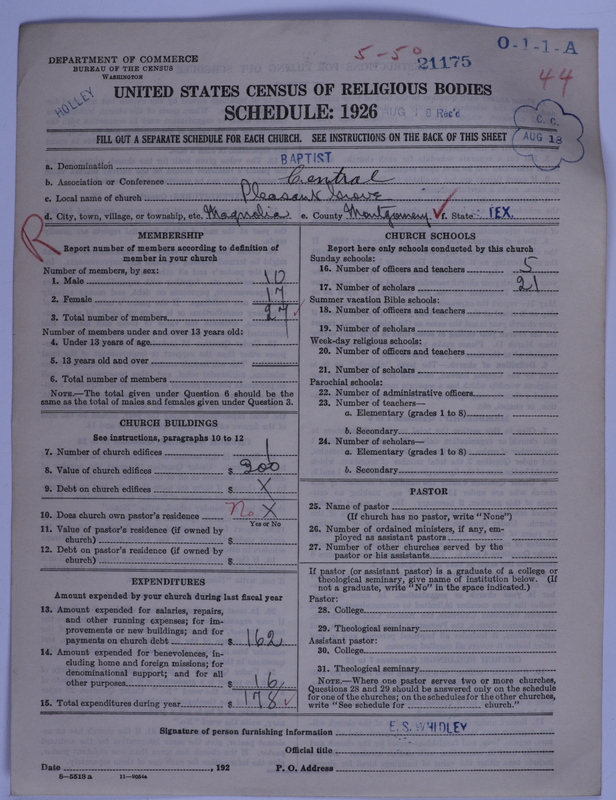 5-50
21175
O-1-1-A
44
DEPARTMENT OF COMMERCE
BUREAU OF THE CENSUS
WASHINGTON
HOLLEY
UNITED STATES CENSUS OF RELIGIOUS BODIES
SCHEDULE: 1926
AUG 16 Rec'd
C. C.
AUG 18
FILL OUT A SEPARATE SCHEDULE FOR EACH CHURCH. SEE INSTRUCTIONS ON THE BACK OF THIS SHEET
a. Denomination BAPTIST
b. Association or Conference Central
c. Local name of church Pleasant Grove
d. City, town, village, or township, etc. Magnolia e. County Montgomery f. State TEX.
R
MEMBERSHIP
Report number of members according to definition of
member in your church
Number of members, by sex:
1. Male 10
2. Female 17
3. Total number of members 27
Number of members under and over 13 years old:
4. Under 13 years of age
5. 13 years old and over
6. Total number of members
NOTE.—The total given under Question 6 should be the
same as the total of males and females given under Question 3.
CHURCH BUILDINGS
See instructions, paragraphs 10 to 12
7. Number of church edifices 1
8. Value of church edifices $ 300
9. Debt on church edifices $ X
10. Does church own pastor's residence No X
Yes or No
11. Value of pastor's residence (if owned by
church) $
12. Debt on pastor's residence (if owned by
church) $
EXPENDITURES
Amount expended by your church during last fiscal year
13. Amount expended for salaries, repairs,
and other running expenses; for im-
provements or new buildings; and for
payments on church debt $ 162
14. Amount expended for benevolences, in-
cluding home and foreign missions; for
denominational support; and for all
other purposes $ 16
15. Total expenditures during year $ 178
CHURCH SCHOOLS
Report here only schools conducted by this church
Sunday schools:
16. Number of officers and teachers 5
17. Number of scholars 21
Summer vacation Bible schools:
18. Number of officers and teachers
19. Number of scholars
Week-day religious schools:
20. Number of officers and teachers
21. Number of scholars
Parochial schools:
22. Number of administrative officers
23. Number of teachers—
a. Elementary (grades 1 to 8)
b. Secondary
24. Number of scholars—
a. Elementary (grades 1 to 8)
b. Secondary
PASTOR
25. Name of pastor
(If church has no pastor, write "None")
26. Number of ordained ministers, if any, em-
ployed as assistant pastors
27. Number of other churches served by the
pastor or his assistants
If pastor (or assistant pastor) is a graduate of a college or
theological seminary, give name of institution below. (If
not a graduate, write "No" in the space indicated.)
Pastor:
28. College
29. Theological seminary
Assistant pastor:
30. College
31. Theological seminary
NOTE.—Where one pastor serves two or more churches,
Questions 28 and 29 should be answered only on the schedule
for one of the churches; on the schedules for the other churches,
write "See schedule for church."
Signature of person furnishing information E. S. WHIDLEY
Official title
Date , 192 P. O. Address
8-5519 a 11-9054a